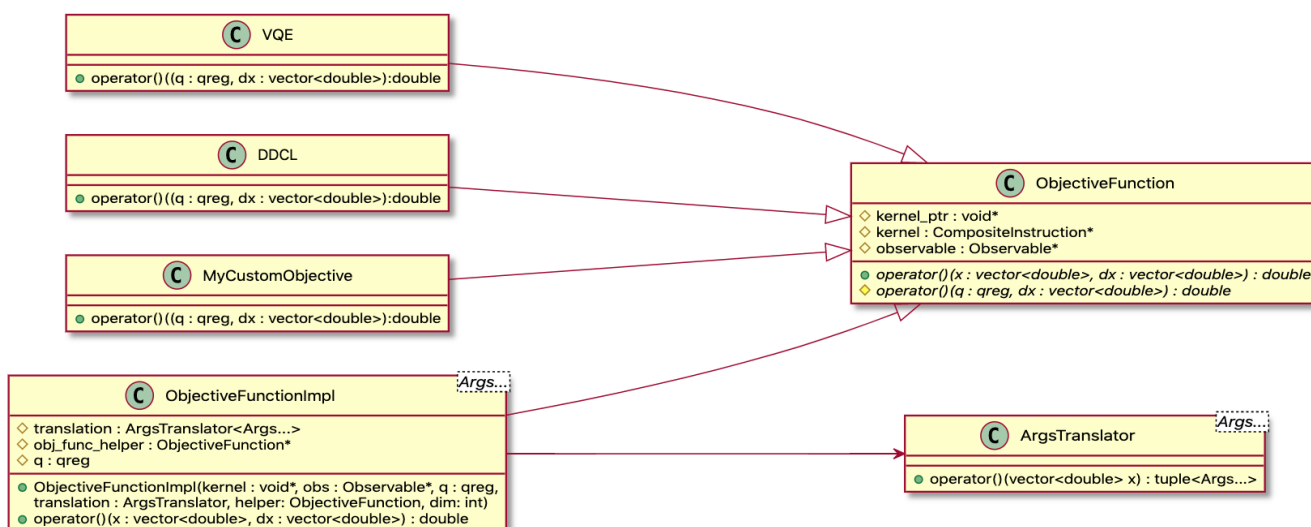 C VQE
operator()((q : qreg, dx : vector<double>):double
C DDCL
operator()((q : qreg, dx : vector<double>):double
C MyCustomObjective
operator()((q : qreg, dx : vector<double>):double
C ObjectiveFunction
kernel_ptr : void*
kernel : CompositeInstruction*
observable : Observable*
operator()(x : vector<double>, dx : vector<double>) : double
operator()(q : qreg, dx : vector<double>) : double
Args...
C ObjectiveFunctionImpl
translation : ArgsTranslator<Args...>
obj_func_helper : ObjectiveFunction*
q : qreg
ObjectiveFunctionImpl(kernel : void*, obs : Observable*, q : qreg,
translation : ArgsTranslator, helper: ObjectiveFunction, dim: int)
operator()(x : vector<double>, dx : vector<double>) : double
Args...
C ArgsTranslator
operator()(vector<double> x) : tuple<Args...>